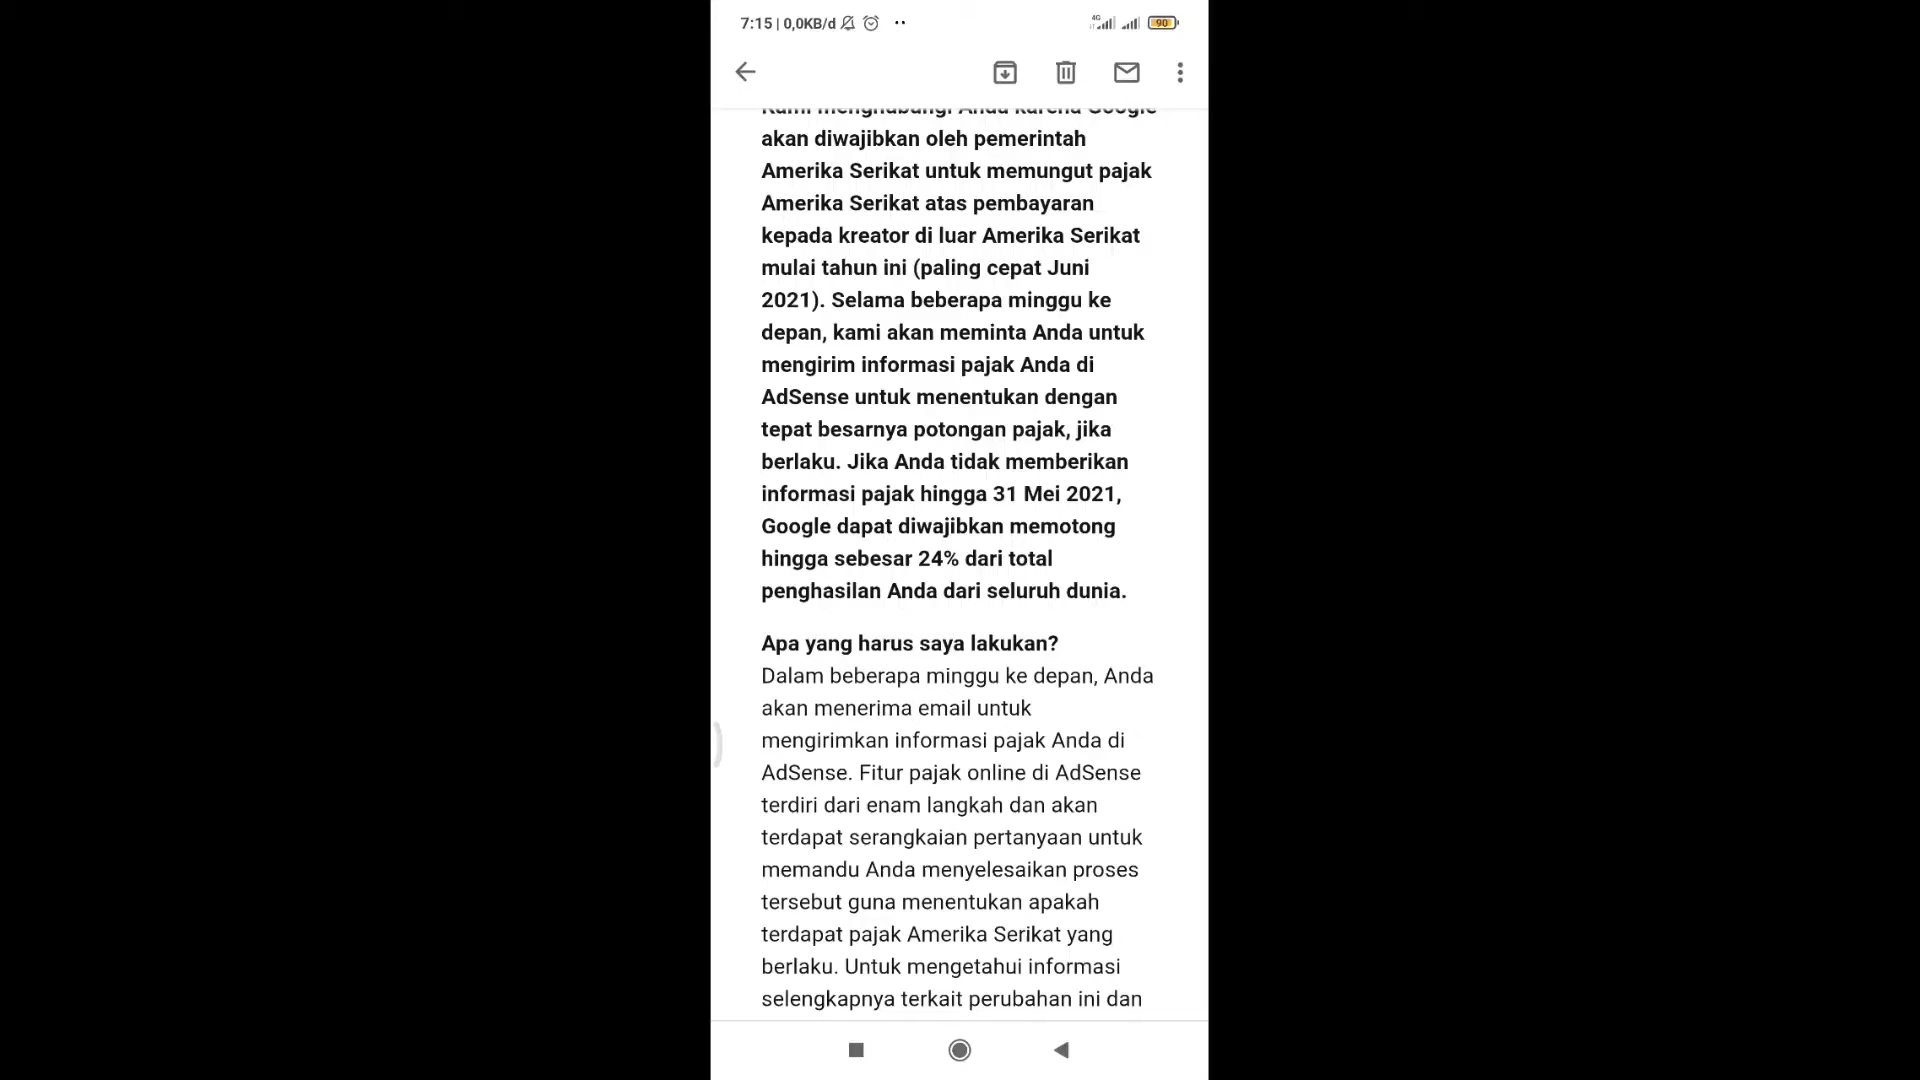 7:15 | 0,0KB/d
4G
90
Kami menghubungi Anda karena Google
akan diwajibkan oleh pemerintah
Amerika Serikat untuk memungut pajak
Amerika Serikat atas pembayaran
kepada kreator di luar Amerika Serikat
mulai tahun ini (paling cepat Juni
2021). Selama beberapa minggu ke
depan, kami akan meminta Anda untuk
mengirim informasi pajak Anda di
AdSense untuk menentukan dengan
tepat besarnya potongan pajak, jika
berlaku. Jika Anda tidak memberikan
informasi pajak hingga 31 Mei 2021,
Google dapat diwajibkan memotong
hingga sebesar 24% dari total
penghasilan Anda dari seluruh dunia.
Apa yang harus saya lakukan?
Dalam beberapa minggu ke depan, Anda
akan menerima email untuk
mengirimkan informasi pajak Anda di
AdSense. Fitur pajak online di AdSense
terdiri dari enam langkah dan akan
terdapat serangkaian pertanyaan untuk
memandu Anda menyelesaikan proses
tersebut guna menentukan apakah
terdapat pajak Amerika Serikat yang
berlaku. Untuk mengetahui informasi
selengkapnya terkait perubahan ini dan